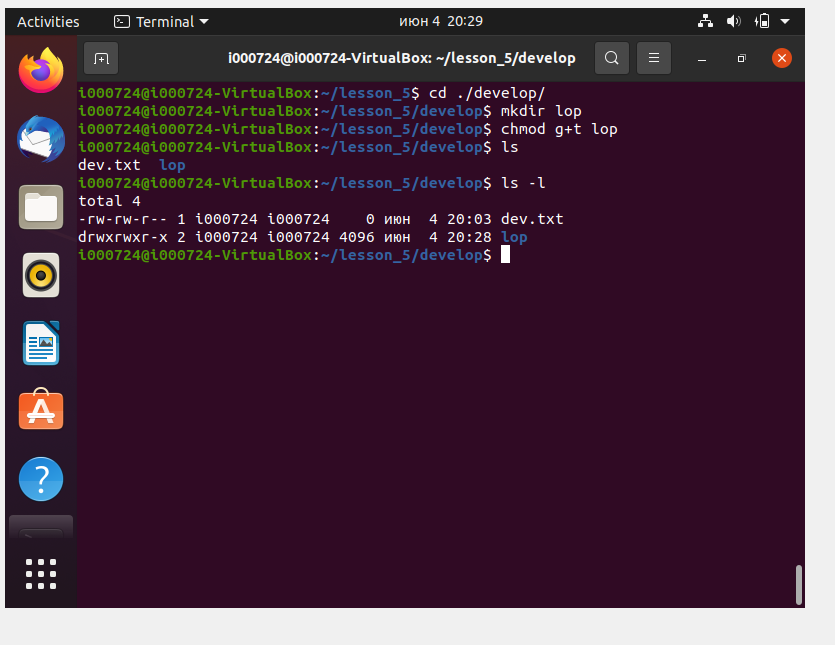 Activities Terminal июн 4 20:29
i000724@i000724-VirtualBox: ~/lesson_5/develop
i000724@i000724-VirtualBox:~/lesson_5$ cd ./develop/
i000724@i000724-VirtualBox:~/lesson_5/develop$ mkdir lop
i000724@i000724-VirtualBox:~/lesson_5/develop$ chmod g+t lop
i000724@i000724-VirtualBox:~/lesson_5/develop$ ls
dev.txt  lop
i000724@i000724-VirtualBox:~/lesson_5/develop$ ls -l
total 4
-rw-rw-r-- 1 i000724 i000724    0 июн  4 20:03 dev.txt
drwxrwxr-x 2 i000724 i000724 4096 июн  4 20:28 lop
i000724@i000724-VirtualBox:~/lesson_5/develop$